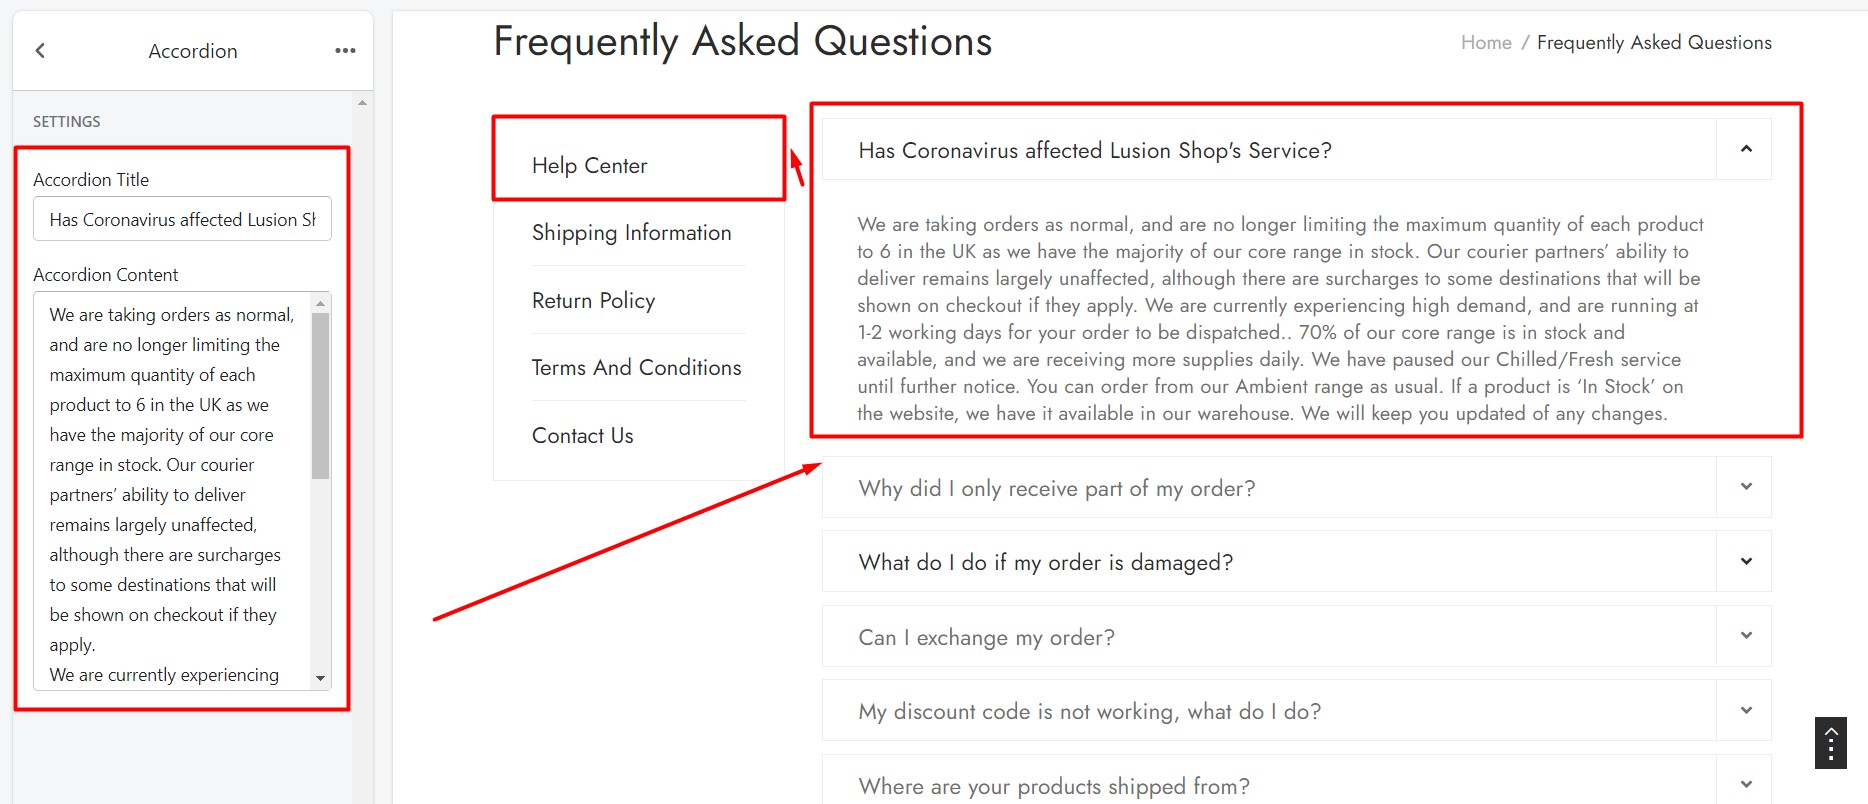 Accordion
SETTINGS
Accordion Title
Has Coronavirus affected Lusion Sh
Accordion Content
We are taking orders as normal,
and are no longer limiting the
maximum quantity of each
product to 6 in the UK as we
have the majority of our core
range in stock. Our courier
partners’ ability to deliver
remains largely unaffected,
although there are surcharges
to some destinations that will
be shown on checkout if they
apply.
We are currently experiencing
Frequently Asked Questions
Home / Frequently Asked Questions
Help Center
Shipping Information
Return Policy
Terms And Conditions
Contact Us
Has Coronavirus affected Lusion Shop's Service?
We are taking orders as normal, and are no longer limiting the maximum quantity of each product
to 6 in the UK as we have the majority of our core range in stock. Our courier partners’ ability to
deliver remains largely unaffected, although there are surcharges to some destinations that will be
shown on checkout if they apply. We are currently experiencing high demand, and are running at
1-2 working days for your order to be dispatched.. 70% of our core range is in stock and
available, and we are receiving more supplies daily. We have paused our Chilled/Fresh service
until further notice. You can order from our Ambient range as usual. If a product is ‘In Stock’ on
the website, we have it available in our warehouse. We will keep you updated of any changes.
Why did I only receive part of my order?
What do I do if my order is damaged?
Can I exchange my order?
My discount code is not working, what do I do?
Where are your products shipped from?